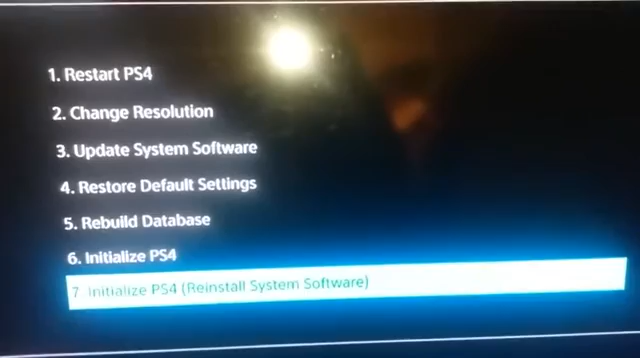 1. Restart PS4
2. Change Resolution
3. Update System Software
4. Restore Default Settings
5. Rebuild Database
6. Initialize PS4
7 Initialize PS4 (Reinstall System Software)